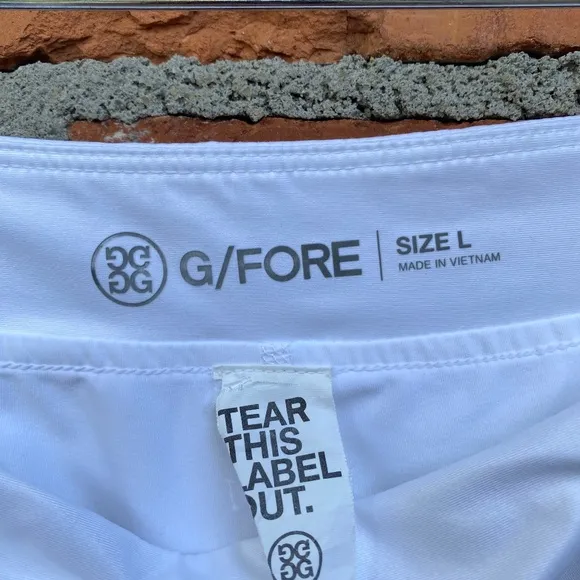 G/FORE
SIZE L
MADE IN VIETNAM
TEAR
THIS
LABEL
OUT.